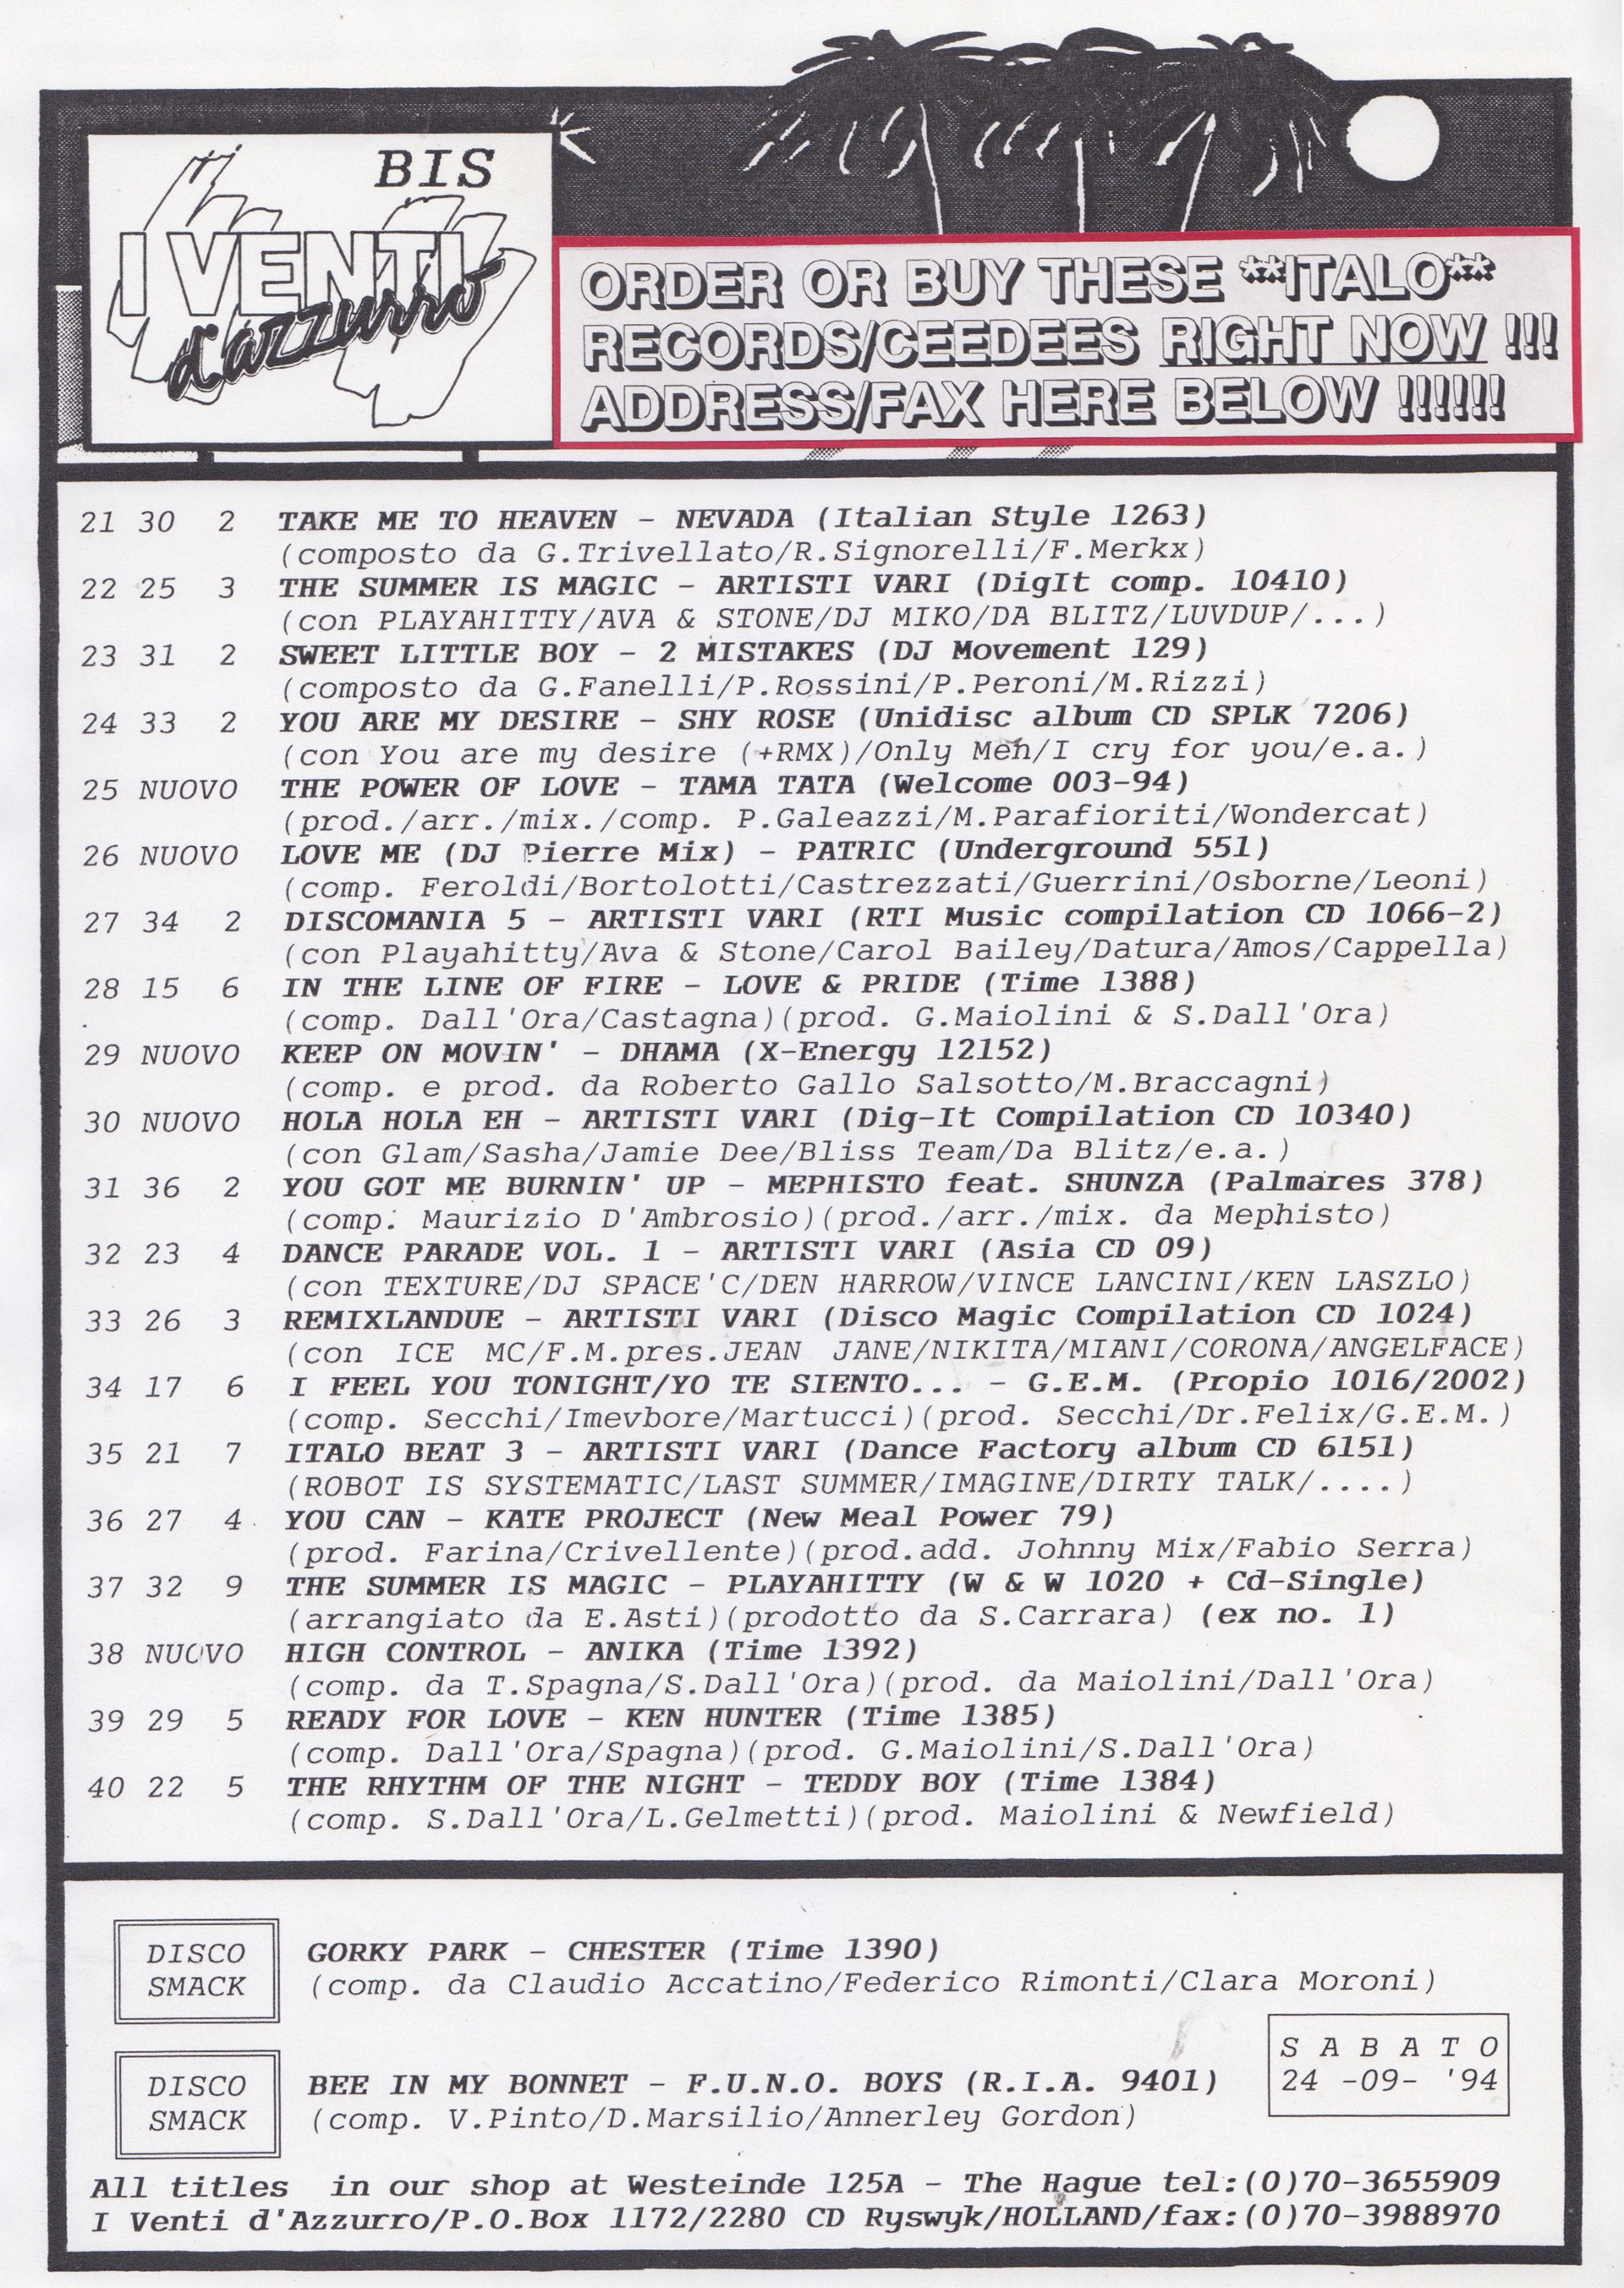 BIS
I VENTI
d'azzurro
ORDER OR BUY THESE **ITALO**
RECORDS/CEEDEES RIGHT NOW !!!
ADDRESS/FAX HERE BELOW !!!!!!
21 30 2 TAKE ME TO HEAVEN - NEVADA (Italian Style 1263)
(composto da G.Trivellato/R.Signorelli/F.Merkx)
22 25 3 THE SUMMER IS MAGIC - ARTISTI VARI (DigIt comp. 10410)
(con PLAYAHITTY/AVA & STONE/DJ MIKO/DA BLITZ/LUVDUP/...)
23 31 2 SWEET LITTLE BOY - 2 MISTAKES (DJ Movement 129)
(composto da G.Fanelli/P.Rossini/P.Peroni/M.Rizzi)
24 33 2 YOU ARE MY DESIRE - SHY ROSE (Unidisc album CD SPLK 7206)
(con You are my desire (+RMX)/Only Men/I cry for you/e.a.)
25 NUOVO THE POWER OF LOVE - TAMA TATA (Welcome 003-94)
(prod./arr./mix./comp. P.Galeazzi/M.Parafioriti/Wondercat)
26 NUOVO LOVE ME (DJ Pierre Mix) - PATRIC (Underground 551)
(comp. Feroldi/Bortolotti/Castrezzati/Guerrini/Osborne/Leoni)
27 34 2 DISCOMANIA 5 - ARTISTI VARI (RTI Music compilation CD 1066-2)
(con Playahitty/Ava & Stone/Carol Bailey/Datura/Amos/Cappella)
28 15 6 IN THE LINE OF FIRE - LOVE & PRIDE (Time 1388)
(comp. Dall'Ora/Castagna)(prod. G.Maiolini & S.Dall'Ora)
29 NUOVO KEEP ON MOVIN' - DHAMA (X-Energy 12152)
(comp. e prod. da Roberto Gallo Salsotto/M.Braccagni)
30 NUOVO HOLA HOLA EH - ARTISTI VARI (Dig-It Compilation CD 10340)
(con Glam/Sasha/Jamie Dee/Bliss Team/Da Blitz/e.a.)
31 36 2 YOU GOT ME BURNIN' UP - MEPHISTO feat. SHUNZA (Palmares 378)
(comp. Maurizio D'Ambrosio)(prod./arr./mix. da Mephisto)
32 23 4 DANCE PARADE VOL. 1 - ARTISTI VARI (Asia CD 09)
(con TEXTURE/DJ SPACE'C/DEN HARROW/VINCE LANCINI/KEN LASZLO)
33 26 3 REMIXLANDUE - ARTISTI VARI (Disco Magic Compilation CD 1024)
(con ICE MC/F.M.pres.JEAN JANE/NIKITA/MIANI/CORONA/ANGELFACE)
34 17 6 I FEEL YOU TONIGHT/YO TE SIENTO... - G.E.M. (Propio 1016/2002)
(comp. Secchi/Imevbore/Martucci)(prod. Secchi/Dr.Felix/G.E.M.)
35 21 7 ITALO BEAT 3 - ARTISTI VARI (Dance Factory album CD 6151)
(ROBOT IS SYSTEMATIC/LAST SUMMER/IMAGINE/DIRTY TALK/....)
36 27 4 YOU CAN - KATE PROJECT (New Meal Power 79)
(prod. Farina/Crivellente)(prod.add. Johnny Mix/Fabio Serra)
37 32 9 THE SUMMER IS MAGIC - PLAYAHITTY (W & W 1020 + Cd-Single)
(arrangiato da E.Asti)(prodotto da S.Carrara) (ex no. 1)
38 NUOVO HIGH CONTROL - ANIKA (Time 1392)
(comp. da T.Spagna/S.Dall'Ora)(prod. da Maiolini/Dall'Ora)
39 29 5 READY FOR LOVE - KEN HUNTER (Time 1385)
(comp. Dall'Ora/Spagna)(prod. G.Maiolini/S.Dall'Ora)
40 22 5 THE RHYTHM OF THE NIGHT - TEDDY BOY (Time 1384)
(comp. S.Dall'Ora/L.Gelmetti)(prod. Maiolini & Newfield)
DISCO
SMACK
GORKY PARK - CHESTER (Time 1390)
(comp. da Claudio Accatino/Federico Rimonti/Clara Moroni)
DISCO
SMACK
BEE IN MY BONNET - F.U.N.O. BOYS (R.I.A. 9401)
(comp. V.Pinto/D.Marsilio/Annerley Gordon)
S A B A T O
24 -09- '94
All titles in our shop at Westeinde 125A - The Hague tel:(0)70-3655909
I Venti d'Azzurro/P.O.Box 1172/2280 CD Ryswyk/HOLLAND/fax:(0)70-3988970